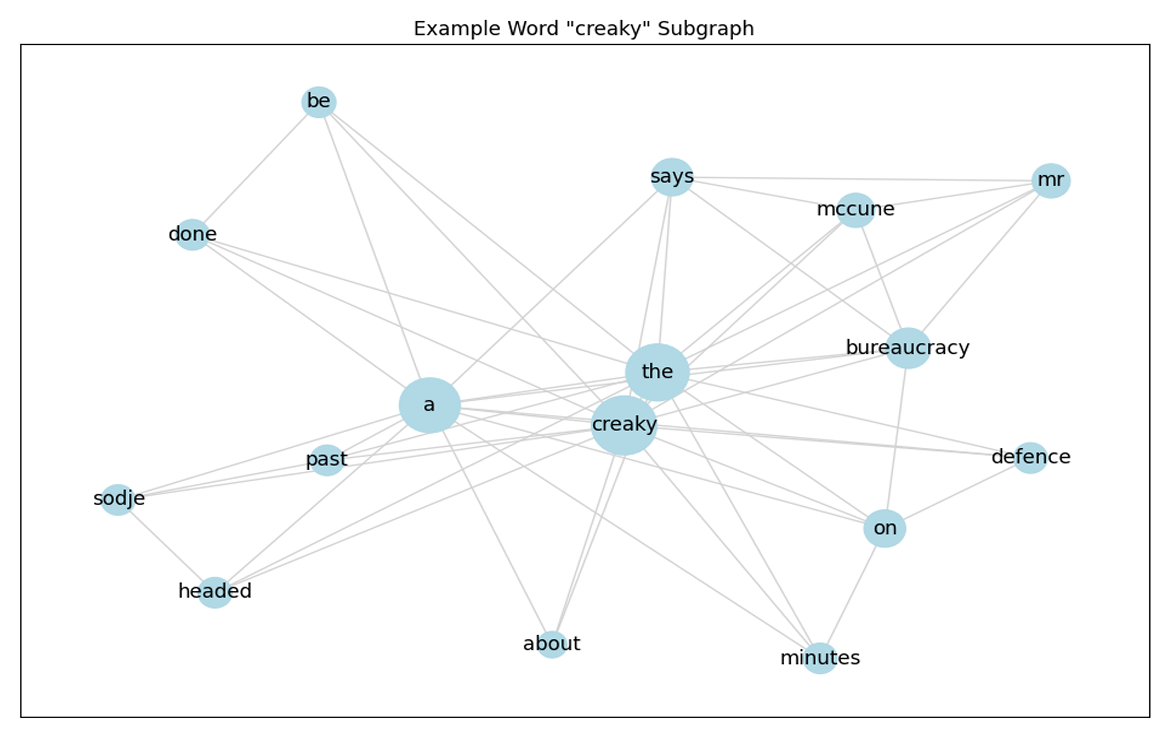 Example Word "creaky" Subgraph
be
says
mr
mccune
done
bureaucracy
the
a
creaky
past
defence
sodje
on
headed
about
minutes